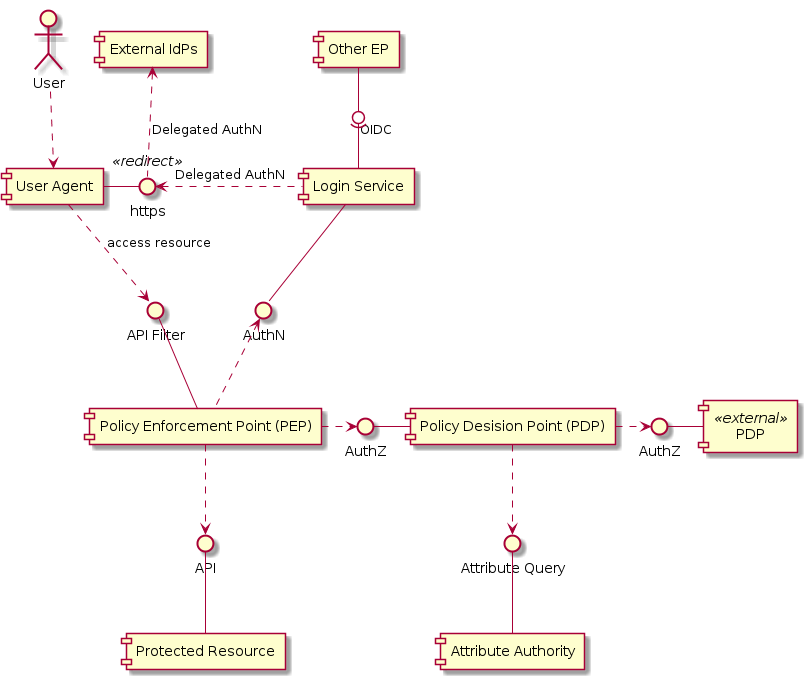 External IdPs
Other EP
User
Delegated AuthN
OIDC
«redirect»
Delegated AuthN
User Agent
Login Service
https
access resource
API Filter
AuthN
Policy Enforcement Point (PEP)
Policy Desision Point (PDP)
«external»
PDP
AuthZ
AuthZ
API
Attribute Query
Protected Resource
Attribute Authority